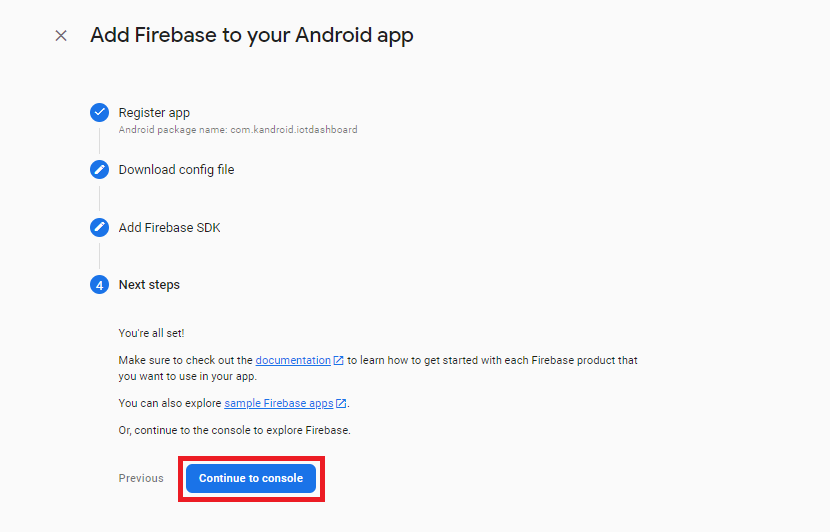 Add Firebase to your Android app
Register app
Android package name: com.kandroid.iotdashboard
Download config file
Add Firebase SDK
4 Next steps
You're all set!
Make sure to check out the documentation to learn how to get started with each Firebase product that
you want to use in your app.
You can also explore sample Firebase apps.
Or, continue to the console to explore Firebase.
Previous Continue to console